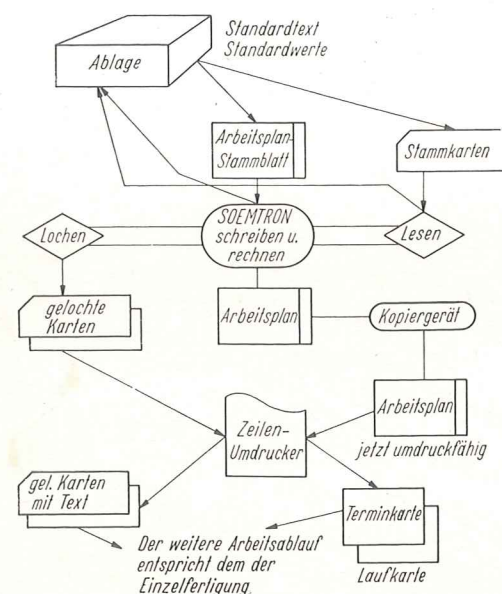 Standardtext
Standardwerte
Ablage
Arbeitsplan-
Stammblatt
Stammkarten
SOEMTRON
schreiben u.
rechnen
Lochen
Lesen
gelochte
Karten
Arbeitsplan
Kopiergerät
Zeilen-
Umdrucker
Arbeitsplan
jetzt umdruckfähig
gel. Karten
mit Text
Terminkarte
Laufkarte
Der weitere Arbeitsablauf
entspricht dem der
Einzelfertigung.